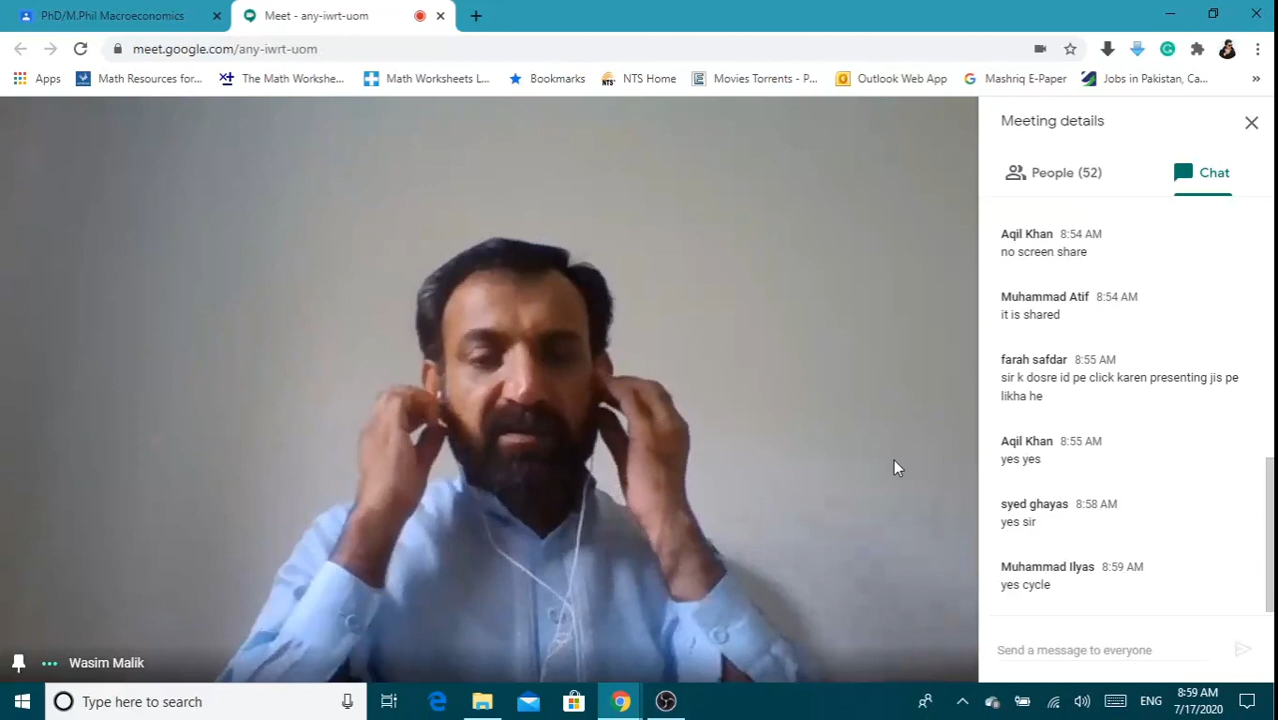 PhD/M.Phil Macroeconomics
Meet - any-iwrt-uom
meet.google.com/any-iwrt-uom
Apps
Math Resources for...
The Math Workshe...
Math Worksheets L...
Bookmarks
NTS Home
Movies Torrents - P...
Outlook Web App
Mashriq E-Paper
Jobs in Pakistan, Ca...
Meeting details
People (52)
Chat
Aqil Khan 8:54 AM
no screen share
Muhammad Atif 8:54 AM
it is shared
farah safdar 8:55 AM
sir k dosre id pe click karen presenting jis pe
likha he
Aqil Khan 8:55 AM
yes yes
syed ghayas 8:58 AM
yes sir
Muhammad Ilyas 8:59 AM
yes cycle
Send a message to everyone
Wasim Malik
Type here to search
ENG
8:59 AM
7/17/2020